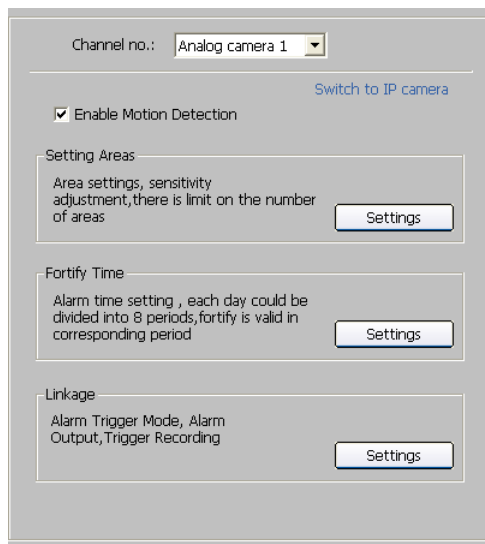 Channel no.: Analog camera 1
Switch to IP camera
Enable Motion Detection
Setting Areas
Area settings, sensitivity
adjustment,there is limit on the number
of areas
Settings
Fortify Time
Alarm time setting , each day could be
divided into 8 periods,fortify is valid in
corresponding period
Settings
Linkage
Alarm Trigger Mode, Alarm
Output,Trigger Recording
Settings